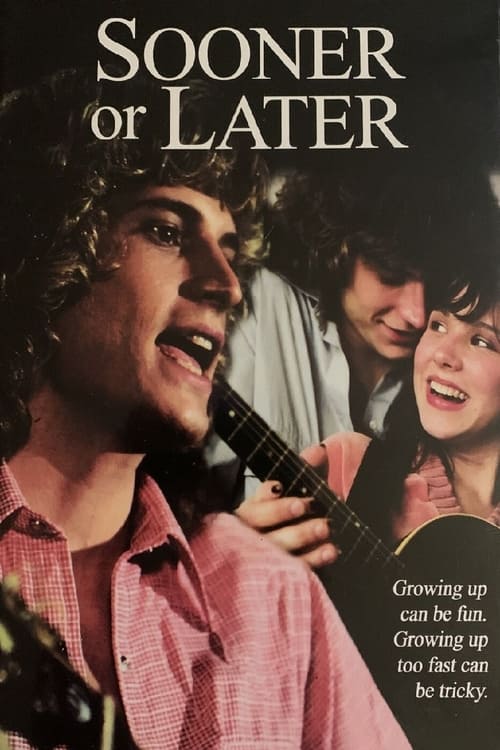 SOONER
or LATER
Growing up
can be fun.
Growing up
too fast can
be tricky.